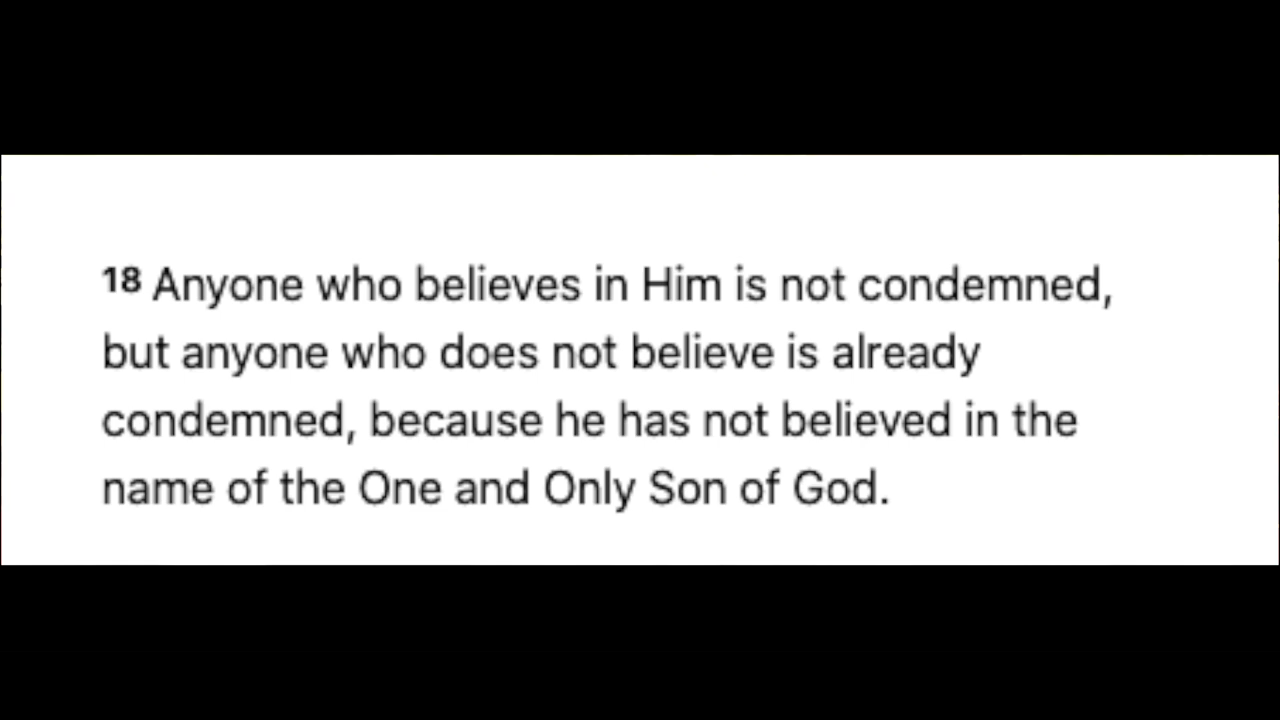 18 Anyone who believes in Him is not condemned,
but anyone who does not believe is already
condemned, because he has not believed in the
name of the One and Only Son of God.